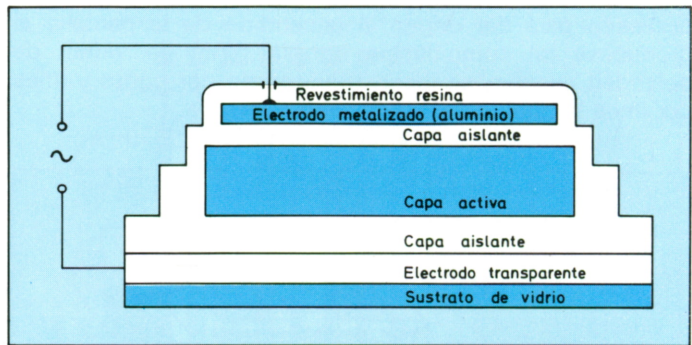 Revestimiento resina
Electrodo metalizado (aluminio)
Capa aislante
Capa activa
Capa aislante
Electrodo transparente
Sustrato de vidrio